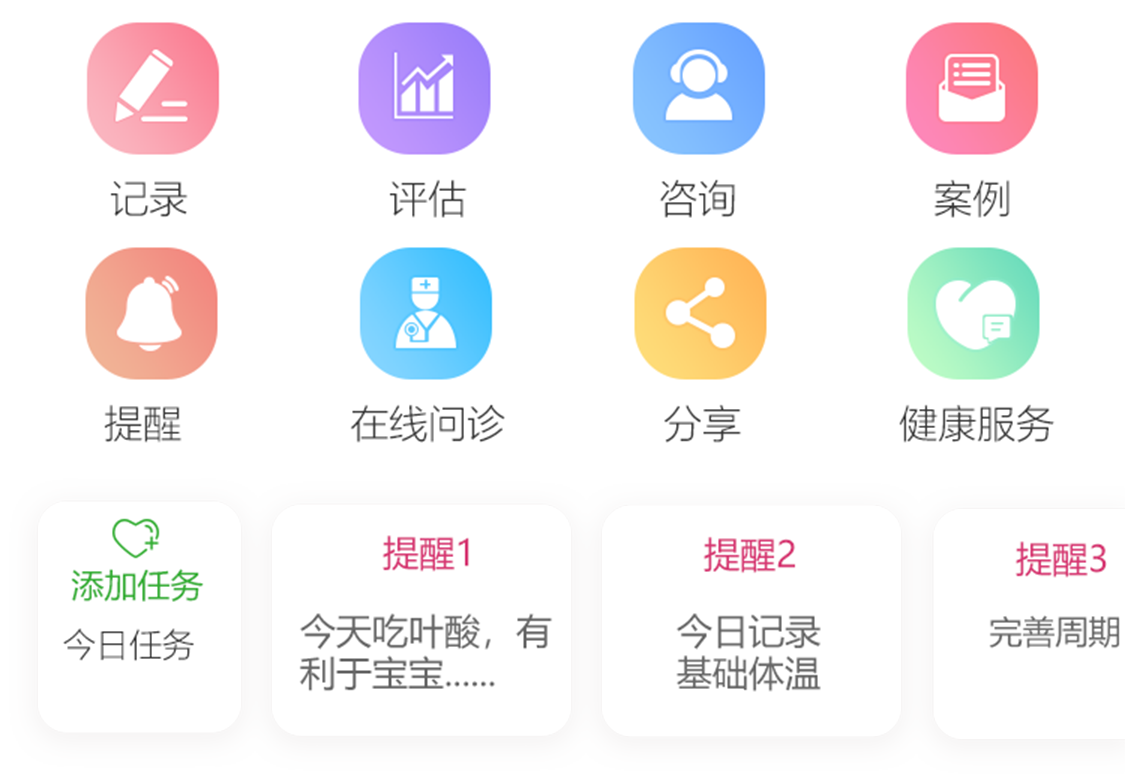 记录
评估
咨询
案例
提醒
在线问诊
分享
健康服务
添加任务
今日任务
提醒1
今天吃叶酸，有
利于宝宝......
提醒2
今日记录
基础体温
提醒3
完善周期